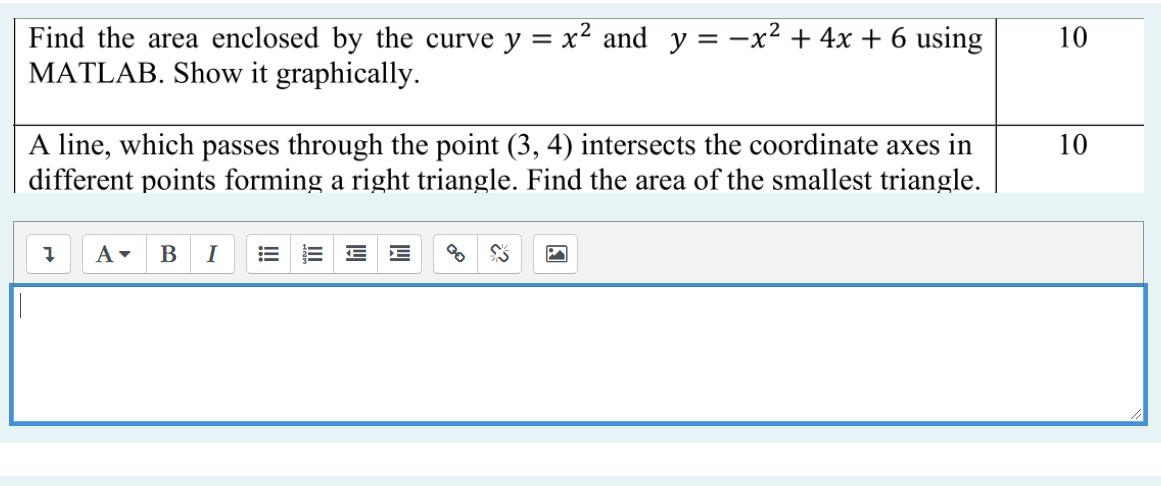 Find the area enclosed by the curve y = x² and y = −x² + 4x + 6 using 10
MATLAB. Show it graphically.
A line, which passes through the point (3, 4) intersects the coordinate axes in 10
different points forming a right triangle. Find the area of the smallest triangle.
A B I